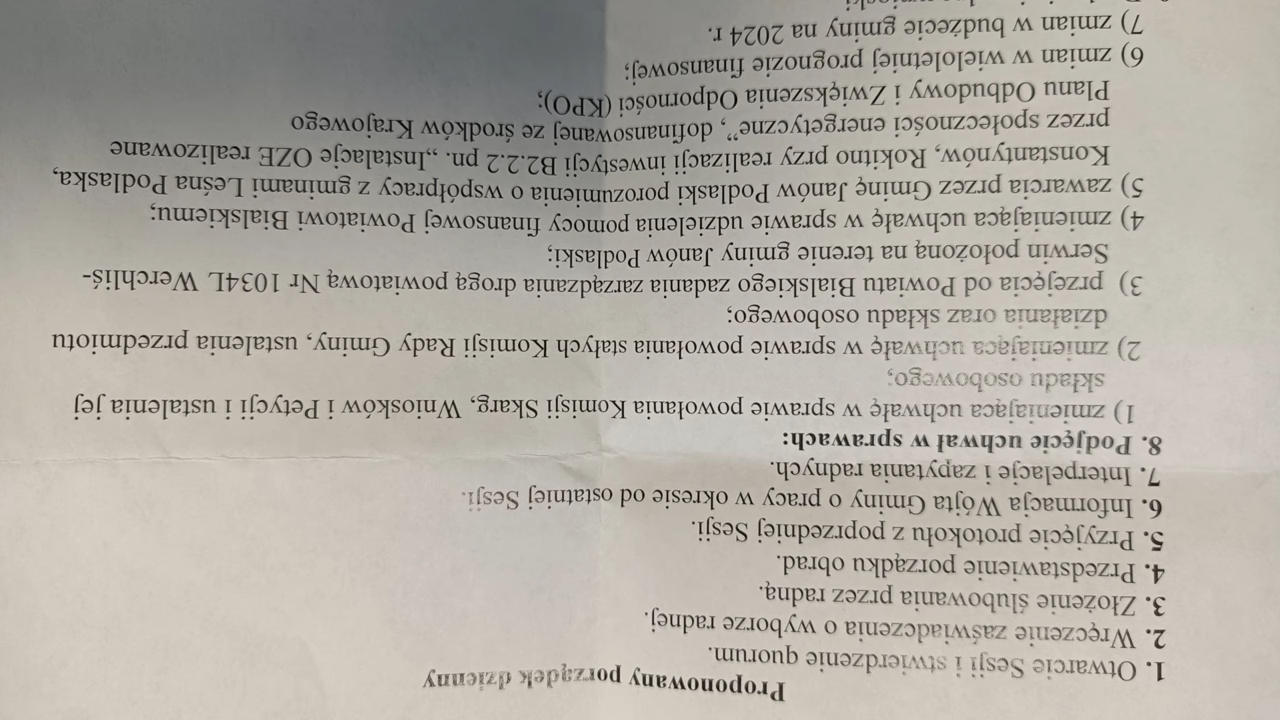 Proponowany porządek dzienny
1. Otwarcie Sesji i stwierdzenie quorum.
2. Wręczenie zaświadczenia o wyborze radnej.
3. Złożenie ślubowania przez radną.
4. Przedstawienie porządku obrad.
5. Przyjęcie protokołu z poprzedniej Sesji.
6. Informacja Wójta Gminy o pracy w okresie od ostatniej Sesji.
7. Interpelacje i zapytania radnych.
8. Podjęcie uchwał w sprawach:
1) zmieniająca uchwałę w sprawie powołania Komisji Skarg, Wniosków i Petycji i ustalenia jej
składu osobowego;
2) zmieniająca uchwałę w sprawie powołania stałych Komisji Rady Gminy, ustalenia przedmiotu
działania oraz składu osobowego;
3) przejęcia od Powiatu Bialskiego zadania zarządzania drogą powiatową Nr 1034L Werchliś-
Serwin położoną na terenie gminy Janów Podlaski;
4) zmieniająca uchwałę w sprawie udzielenia pomocy finansowej Powiatowi Bialskiemu;
5) zawarcia przez Gminę Janów Podlaski porozumienia o współpracy z gminami Leśna Podlaska,
Konstantynów, Rokitno przy realizacji inwestycji B2.2.2 pn. „Instalacje OZE realizowane
przez społeczności energetyczne”, dofinansowanej ze środków Krajowego
Planu Odbudowy i Zwiększenia Odporności (KPO);
6) zmian w wieloletniej prognozie finansowej;
7) zmian w budżecie gminy na 2024 r.